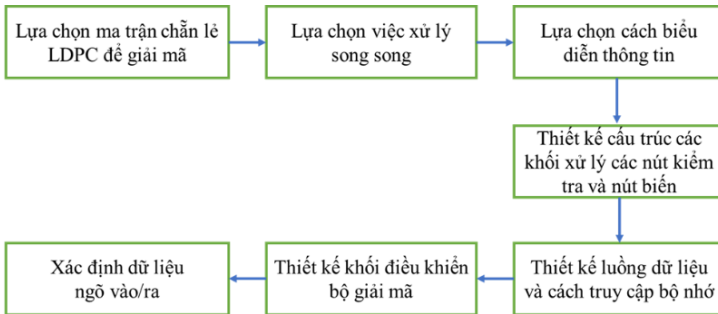 Lựa chọn ma trận chẵn lẻ
LDPC để giải mã
Lựa chọn việc xử lý
song song
Lựa chọn cách biểu
diễn thông tin
Thiết kế cấu trúc các
khối xử lý các nút kiểm
tra và nút biến
Thiết kế luồng dữ liệu
và cách truy cập bộ nhớ
Thiết kế khối điều khiển
bộ giải mã
Xác định dữ liệu
ngõ vào/ra